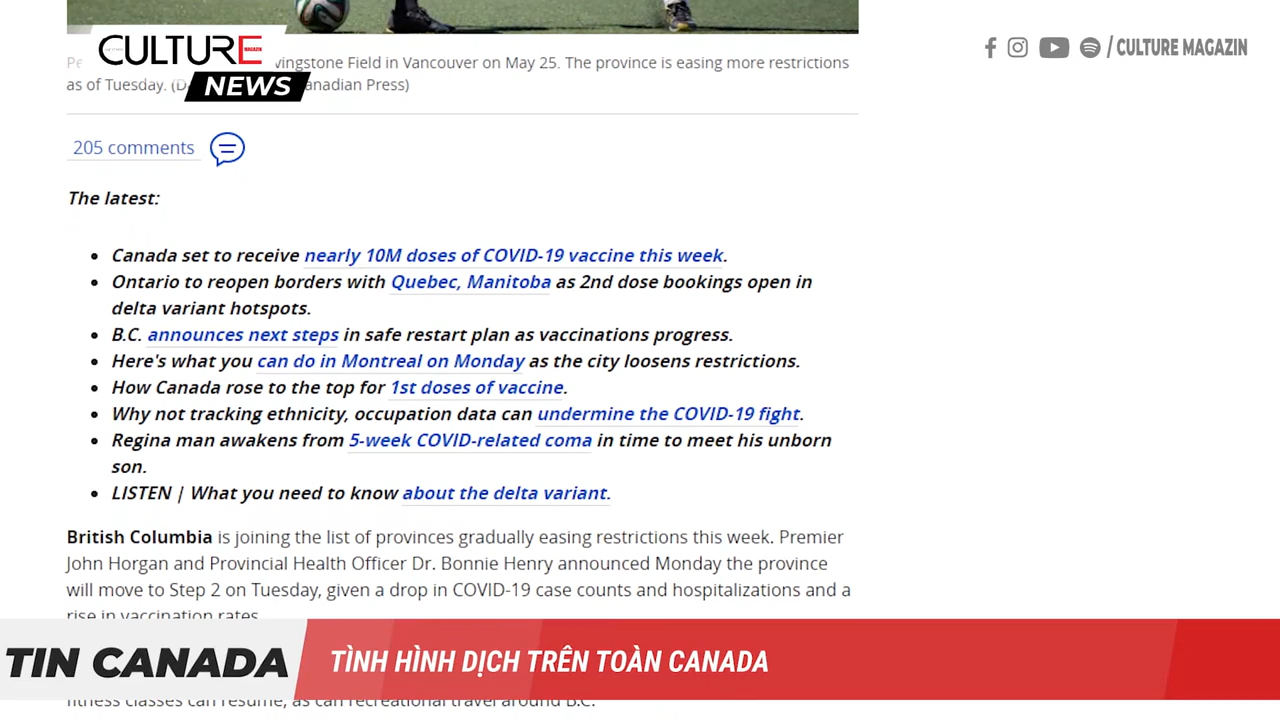 CULTURE
MAGAZIN
NEWS
/ CULTURE MAGAZIN
vingstone Field in Vancouver on May 25. The province is easing more restrictions
as of Tuesday. (D anadian Press)
205 comments
The latest:
• Canada set to receive nearly 10M doses of COVID-19 vaccine this week.
• Ontario to reopen borders with Quebec, Manitoba as 2nd dose bookings open in
delta variant hotspots.
• B.C. announces next steps in safe restart plan as vaccinations progress.
• Here's what you can do in Montreal on Monday as the city loosens restrictions.
• How Canada rose to the top for 1st doses of vaccine.
• Why not tracking ethnicity, occupation data can undermine the COVID-19 fight.
• Regina man awakens from 5-week COVID-related coma in time to meet his unborn
son.
• LISTEN | What you need to know about the delta variant.
British Columbia is joining the list of provinces gradually easing restrictions this week. Premier
John Horgan and Provincial Health Officer Dr. Bonnie Henry announced Monday the province
will move to Step 2 on Tuesday, given a drop in COVID-19 case counts and hospitalizations and a
rise in vaccination rates.
TIN CANADA
TÌNH HÌNH DỊCH TRÊN TOÀN CANADA
fitness classes can resume, as can recreational travel around B.C.